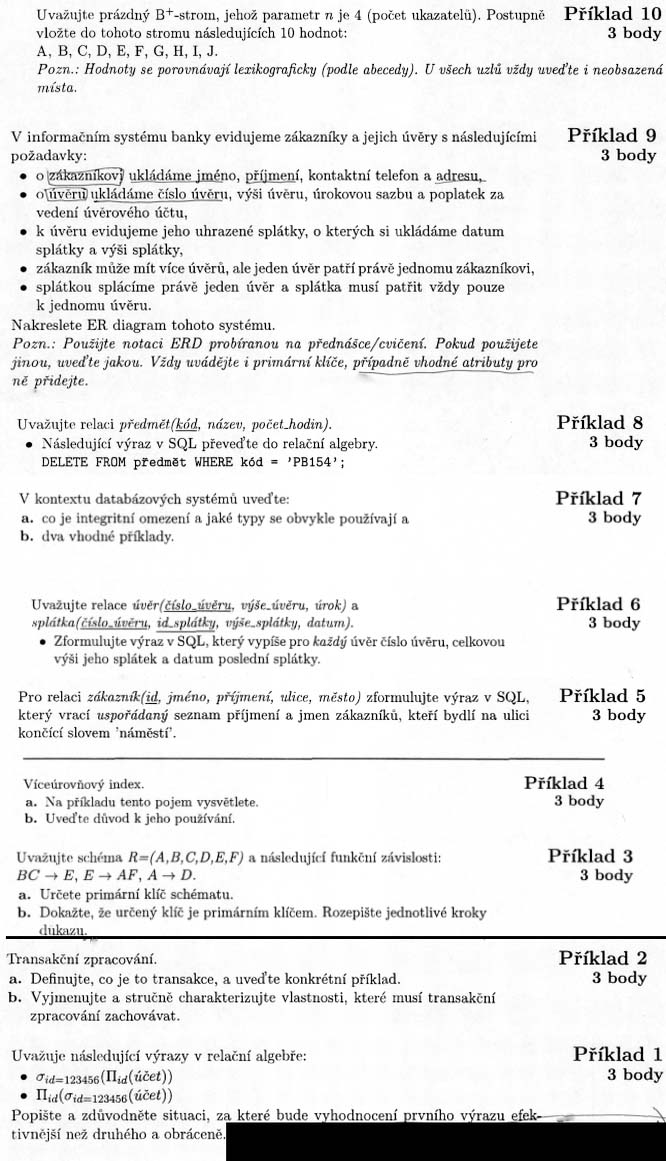 Uvažujte prázdný B⁺-strom, jehož parametr n je 4 (počet ukazatelů). Postupně
vložte do tohoto stromu následujících 10 hodnot:
A, B, C, D, E, F, G, H, I, J.
Pozn.: Hodnoty se porovnávají lexikograficky (podle abecedy). U všech uzlů vždy uveďte i neobsazená
místa.
Příklad 10
3 body
V informačním systému banky evidujeme zákazníky a jejich úvěry s následujícími
požadavky:
• o zákazníkovi ukládáme jméno, příjmení, kontaktní telefon a adresu,
• o úvěru ukládáme číslo úvěru, výši úvěru, úrokovou sazbu a poplatek za
vedení úvěrového účtu,
• k úvěru evidujeme jeho uhrazené splátky, o kterých si ukládáme datum
splátky a výši splátky,
• zákazník může mít více úvěrů, ale jeden úvěr patří právě jednomu zákazníkovi,
• splátkou splácíme právě jeden úvěr a splátka musí patřit vždy pouze
k jednomu úvěru.
Nakreslete ER diagram tohoto systému.
Pozn.: Použijte notaci ERD probíranou na přednášce/cvičení. Pokud použijete
jinou, uveďte jakou. Vždy uvádějte i primární klíče, případně vhodné atributy pro
ně přidejte.
Příklad 9
3 body
Uvažujte relaci předmět(kód, název, počet_hodin).
• Následující výraz v SQL převeďte do relační algebry.
DELETE FROM předmět WHERE kód = 'PB154';
Příklad 8
3 body
V kontextu databázových systémů uveďte:
a. co je integritní omezení a jaké typy se obvykle používají a
b. dva vhodné příklady.
Příklad 7
3 body
Uvažujte relace úvěr(číslo_úvěru, výše_úvěru, úrok) a
splátka(číslo_úvěru, id_splátky, výše_splátky, datum).
• Zformulujte výraz v SQL, který vypíše pro každý úvěr číslo úvěru, celkovou
výši jeho splátek a datum poslední splátky.
Příklad 6
3 body
Pro relaci zákazník(id, jméno, příjmení, ulice, město) zformulujte výraz v SQL,
který vrací uspořádaný seznam příjmení a jmen zákazníků, kteří bydlí na ulici
končící slovem 'náměstí'.
Příklad 5
3 body
Víceúrovňový index.
a. Na příkladu tento pojem vysvětlete.
b. Uveďte důvod k jeho používání.
Příklad 4
3 body
Uvažujte schéma R=(A,B,C,D,E,F) a následující funkční závislosti:
BC → E, E → AF, A → D.
a. Určete primární klíč schématu.
b. Dokažte, že určený klíč je primárním klíčem. Rozepište jednotlivé kroky
důkazu.
Příklad 3
3 body
Transakční zpracování.
a. Definujte, co je to transakce, a uveďte konkrétní příklad.
b. Vyjmenujte a stručně charakterizujte vlastnosti, které musí transakční
zpracování zachovávat.
Příklad 2
3 body
Uvažuje následující výrazy v relační algebře:
• σid=123456(Πid(účet))
• Πid(σid=123456(účet))
Popište a zdůvodněte situaci, za které bude vyhodnocení prvního výrazu efek-
tivnější než druhého a obráceně.
Příklad 1
3 body